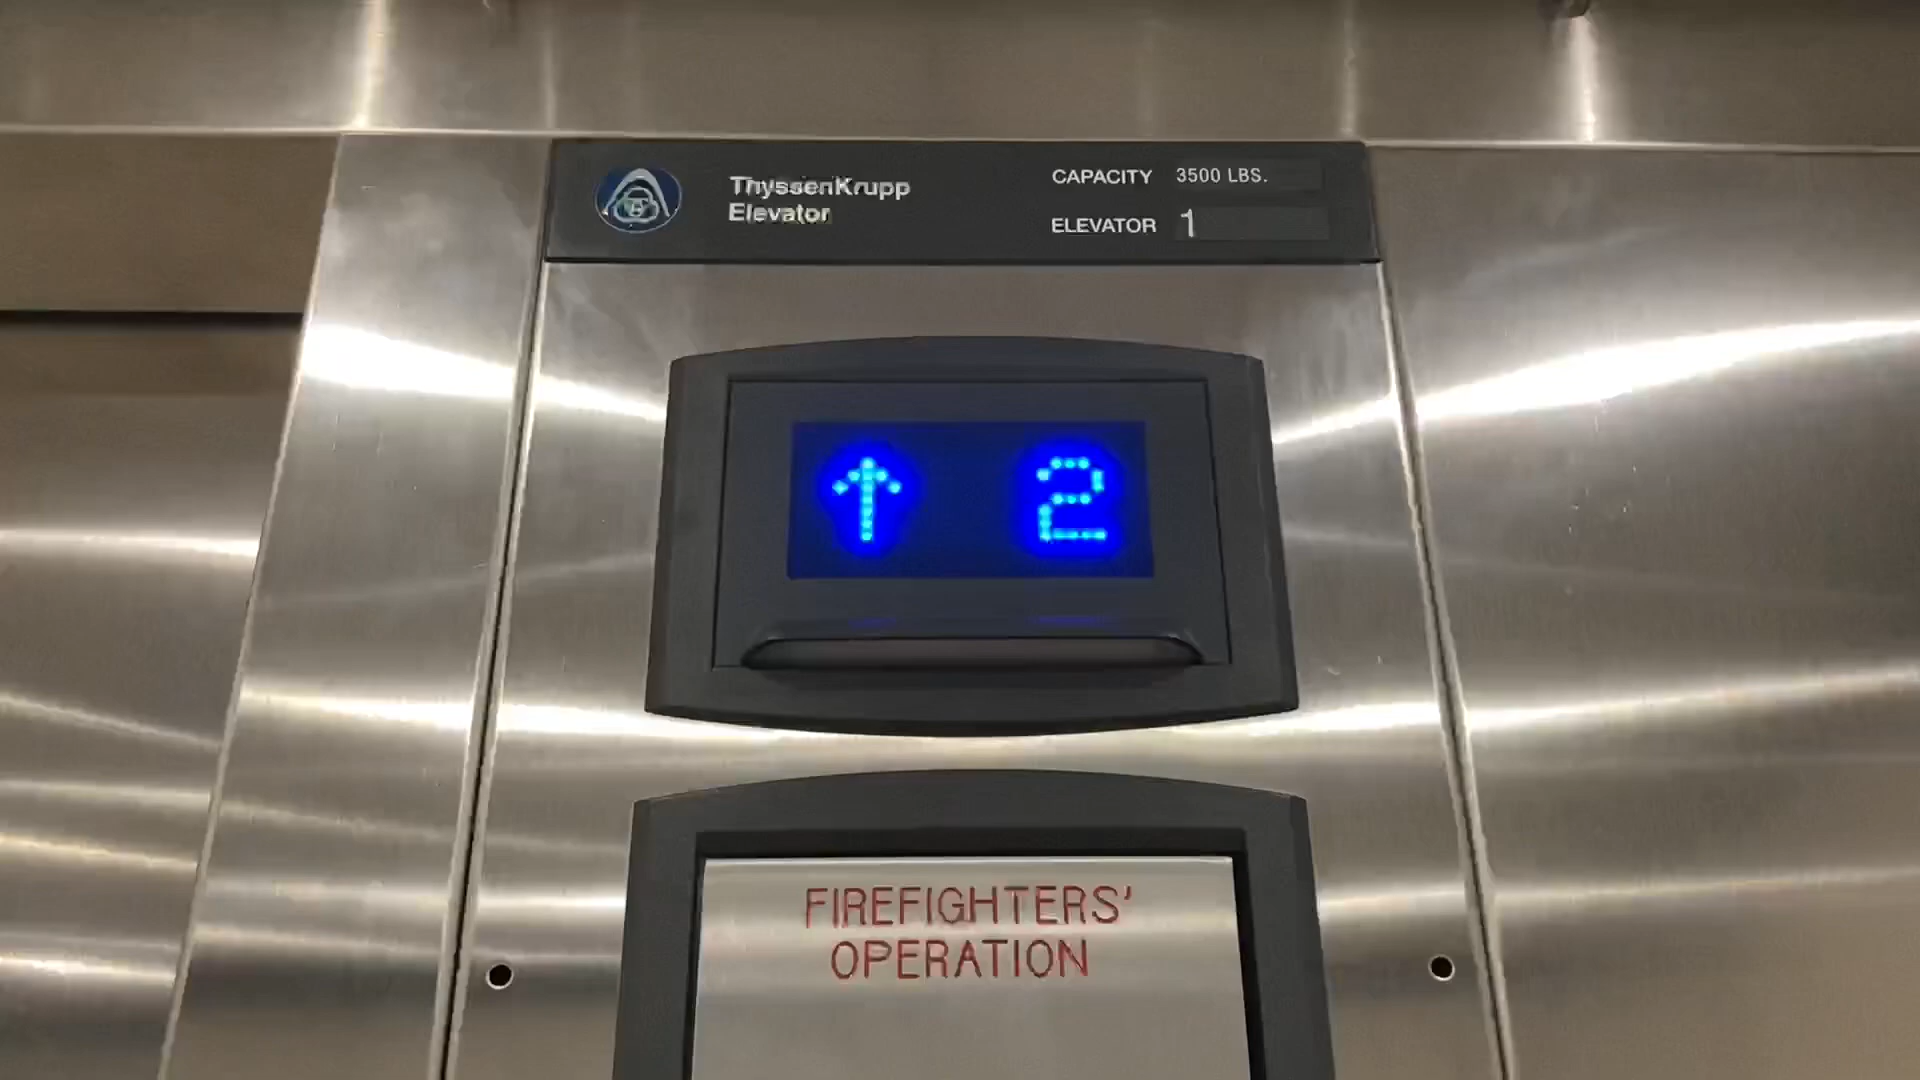 ThyssenKrupp
Elevator
CAPACITY 3500 LBS.
ELEVATOR 1
↑ 2
FIREFIGHTERS'
OPERATION